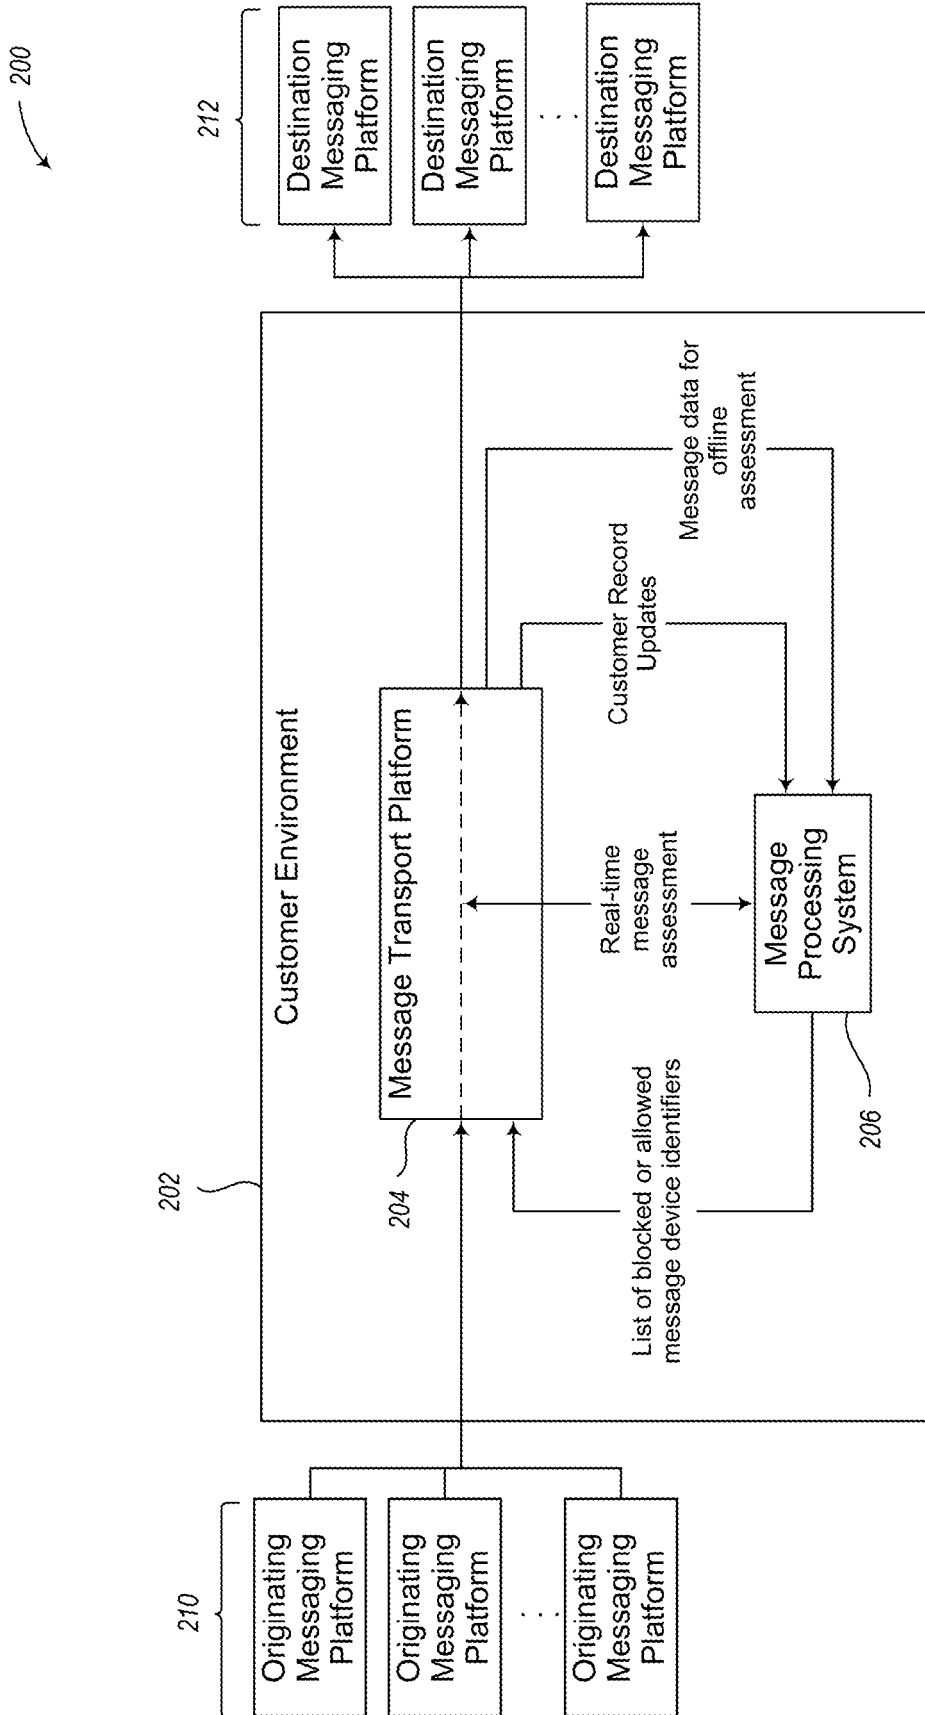 200
210
Originating
Messaging
Platform
Originating
Messaging
Platform
. . .
Originating
Messaging
Platform
202
Customer Environment
204
Message Transport Platform
List of blocked or allowed
message device identifiers
Real-time
message
assessment
Customer Record
Updates
Message data for
offline
assessment
Message
Processing
System
206
212
Destination
Messaging
Platform
Destination
Messaging
Platform
. . .
Destination
Messaging
Platform